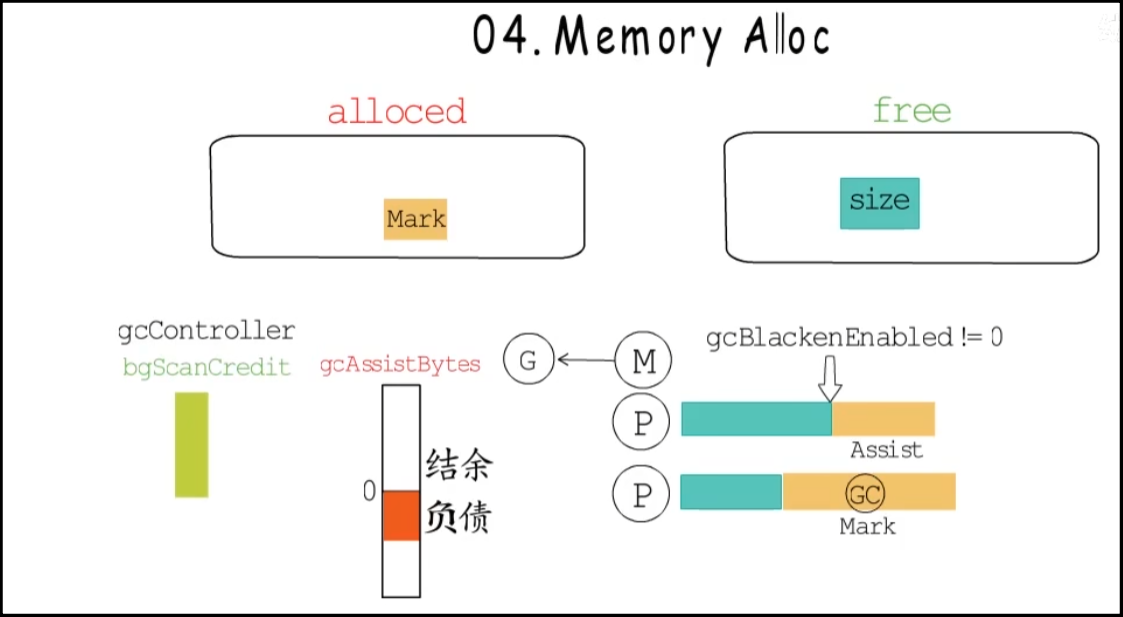 04. Memory Alloc
alloced
free
Mark
size
gcController
bgScanCredit
gcAssistBytes
G
M
gcBlackenEnabled != 0
P
Assist
结余
0
负债
P
GC
Mark